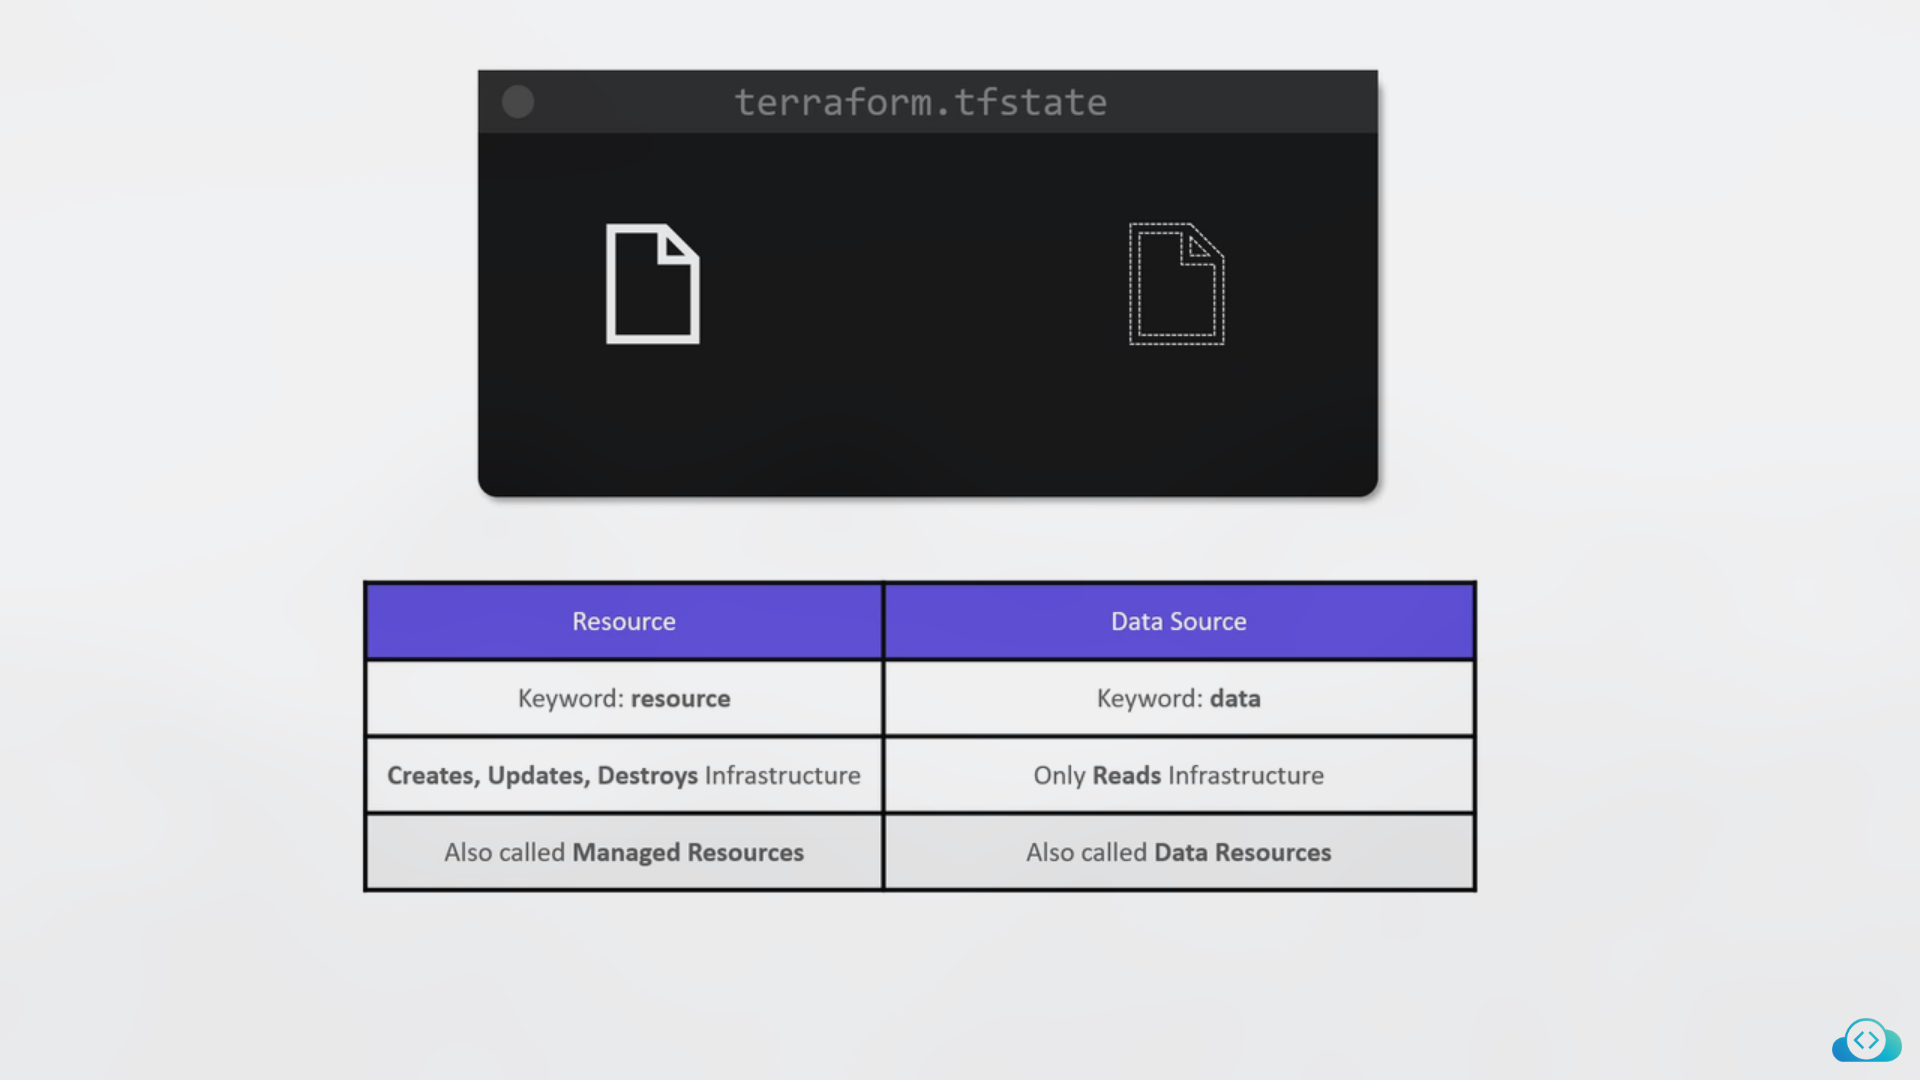 terraform.tfstate
Resource
Data Source
Keyword: resource
Keyword: data
Creates, Updates, Destroys Infrastructure
Only Reads Infrastructure
Also called Managed Resources
Also called Data Resources